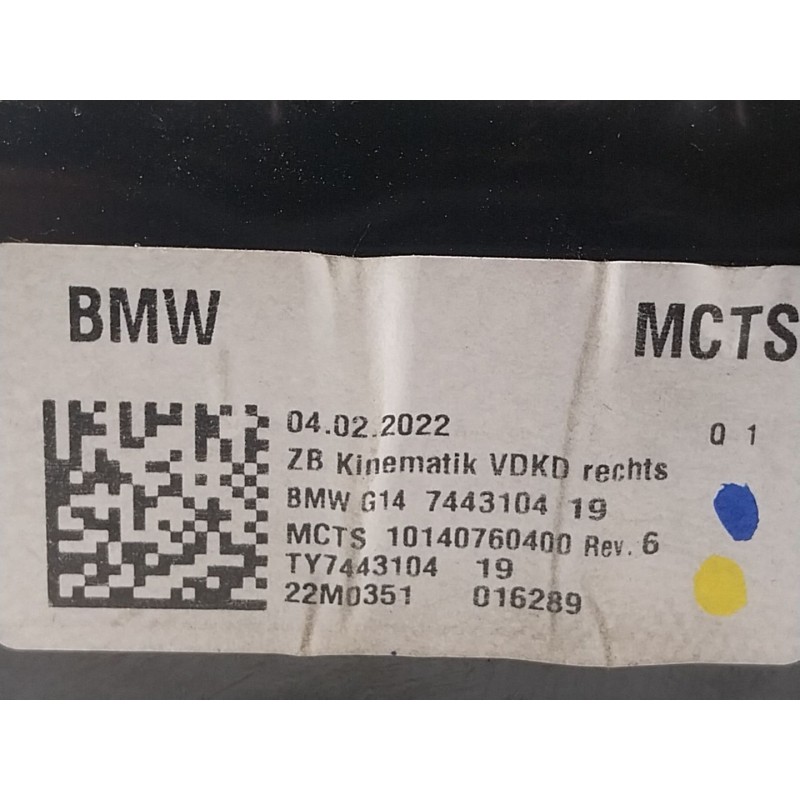 BMW MCTS
04.02.2022 0 1
ZB Kinematik VDKD rechts
BMW G14 7443104 19
MCTS 10140760400 Rev. 6
TY7443104 19
22M0351 016289